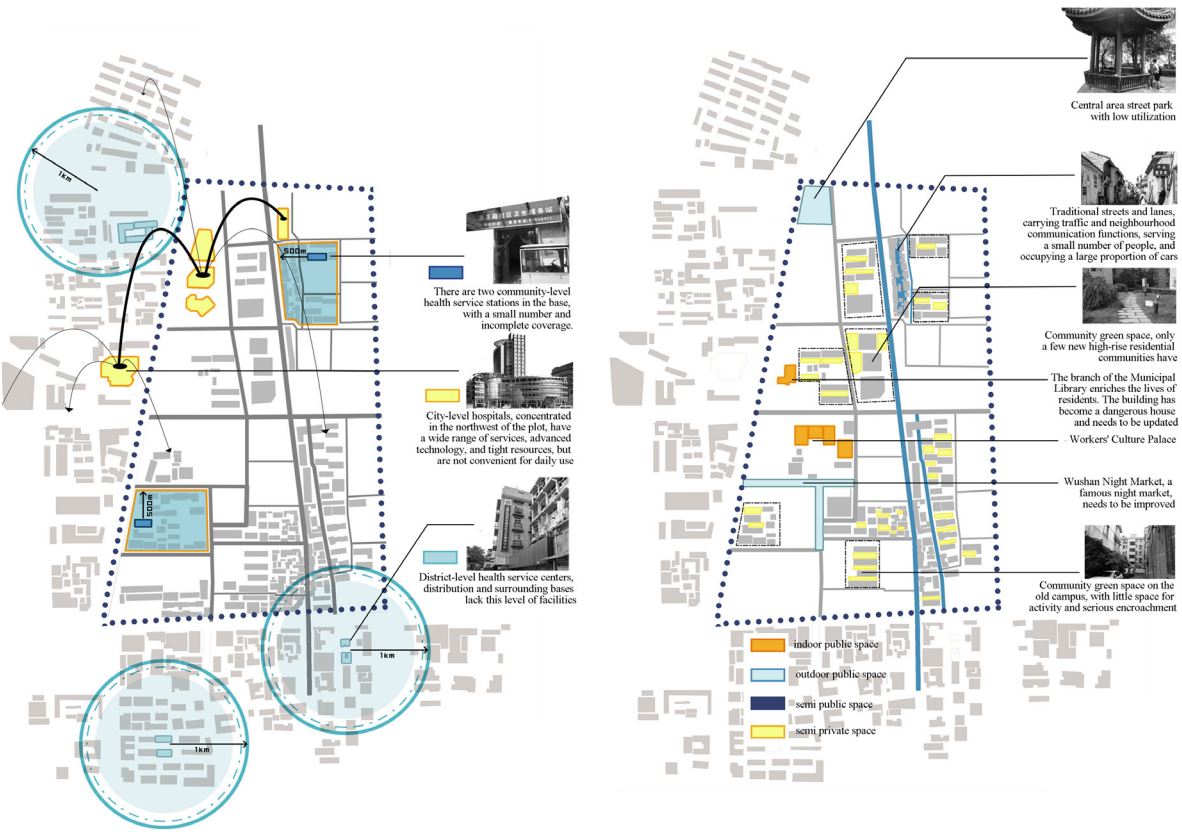 1km
500m
There are two community-level
health service stations in the base,
with a small number and
incomplete coverage.
City-level hospitals, concentrated
in the northwest of the plot, have
a wide range of services, advanced
technology, and tight resources, but
are not convenient for daily use
500m
District-level health service centers,
distribution and surrounding bases
lack this level of facilities
1km
1km
Central area street park
with low utilization
Traditional streets and lanes,
carrying traffic and neighbourhood
communication functions, serving
a small number of people, and
occupying a large proportion of cars
Community green space, only
a few new high-rise residential
communities have
The branch of the Municipal
Library enriches the lives of
residents. The building has
become a dangerous house
and needs to be updated
Workers' Culture Palace
Wushan Night Market, a
famous night market,
needs to be improved
Community green space on the
old campus, with little space for
activity and serious encroachment
indoor public space
outdoor public space
semi public space
semi private space